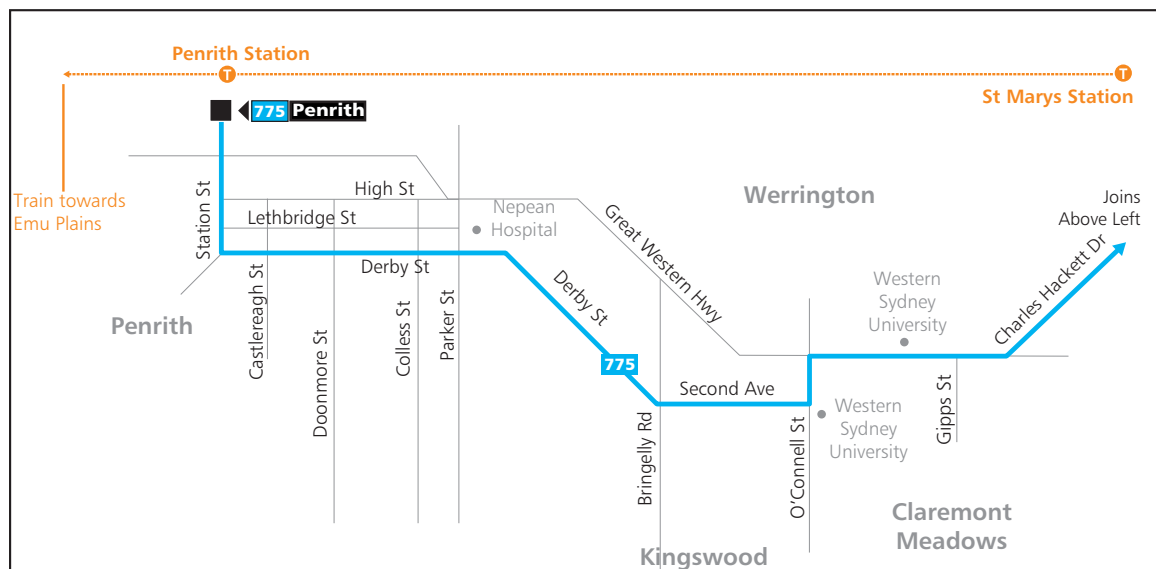 Penrith Station
T
T
St Marys Station
775 Penrith
Train towards
Emu Plains
Station St
High St
Lethbridge St
Nepean
Hospital
Great Western Hwy
Werrington
Joins
Above Left
Charles Hackett Dr
Derby St
Derby St
Western
Sydney
University
Penrith
Castlereagh St
Doonmore St
Colless St
Parker St
775
Second Ave
Bringelly Rd
O'Connell St
Western
Sydney
University
Gipps St
Claremont
Meadows
Kingswood